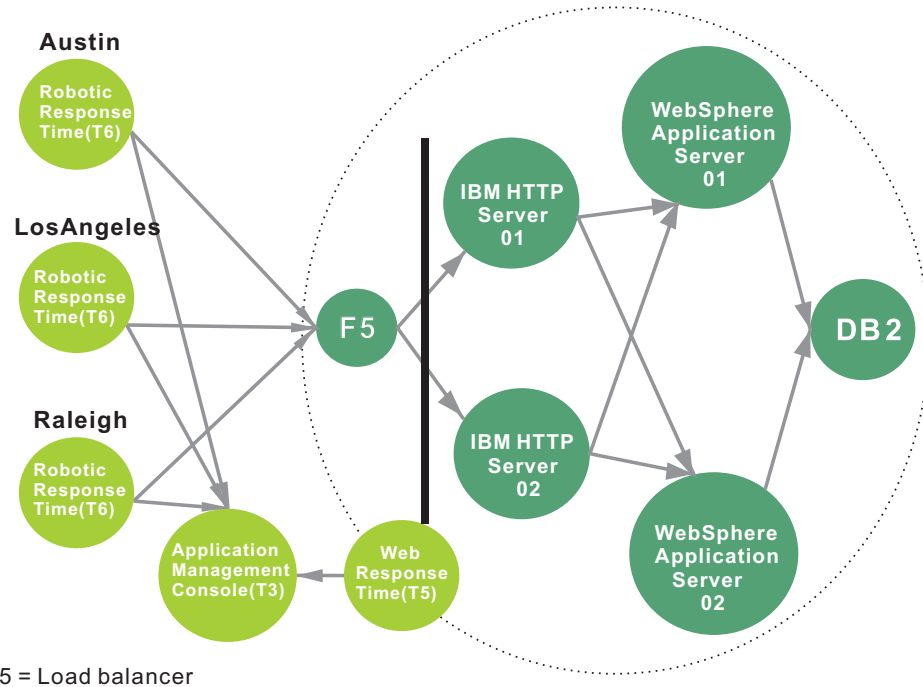 Austin
Robotic
Response
Time(T6)
LosAngeles
Robotic
Response
Time(T6)
Raleigh
Robotic
Response
Time(T6)
Application
Management
Console(T3)
Web
Response
Time(T5)
F5
IBM HTTP
Server
01
IBM HTTP
Server
02
WebSphere
Application
Server
01
WebSphere
Application
Server
02
DB2
5 = Load balancer